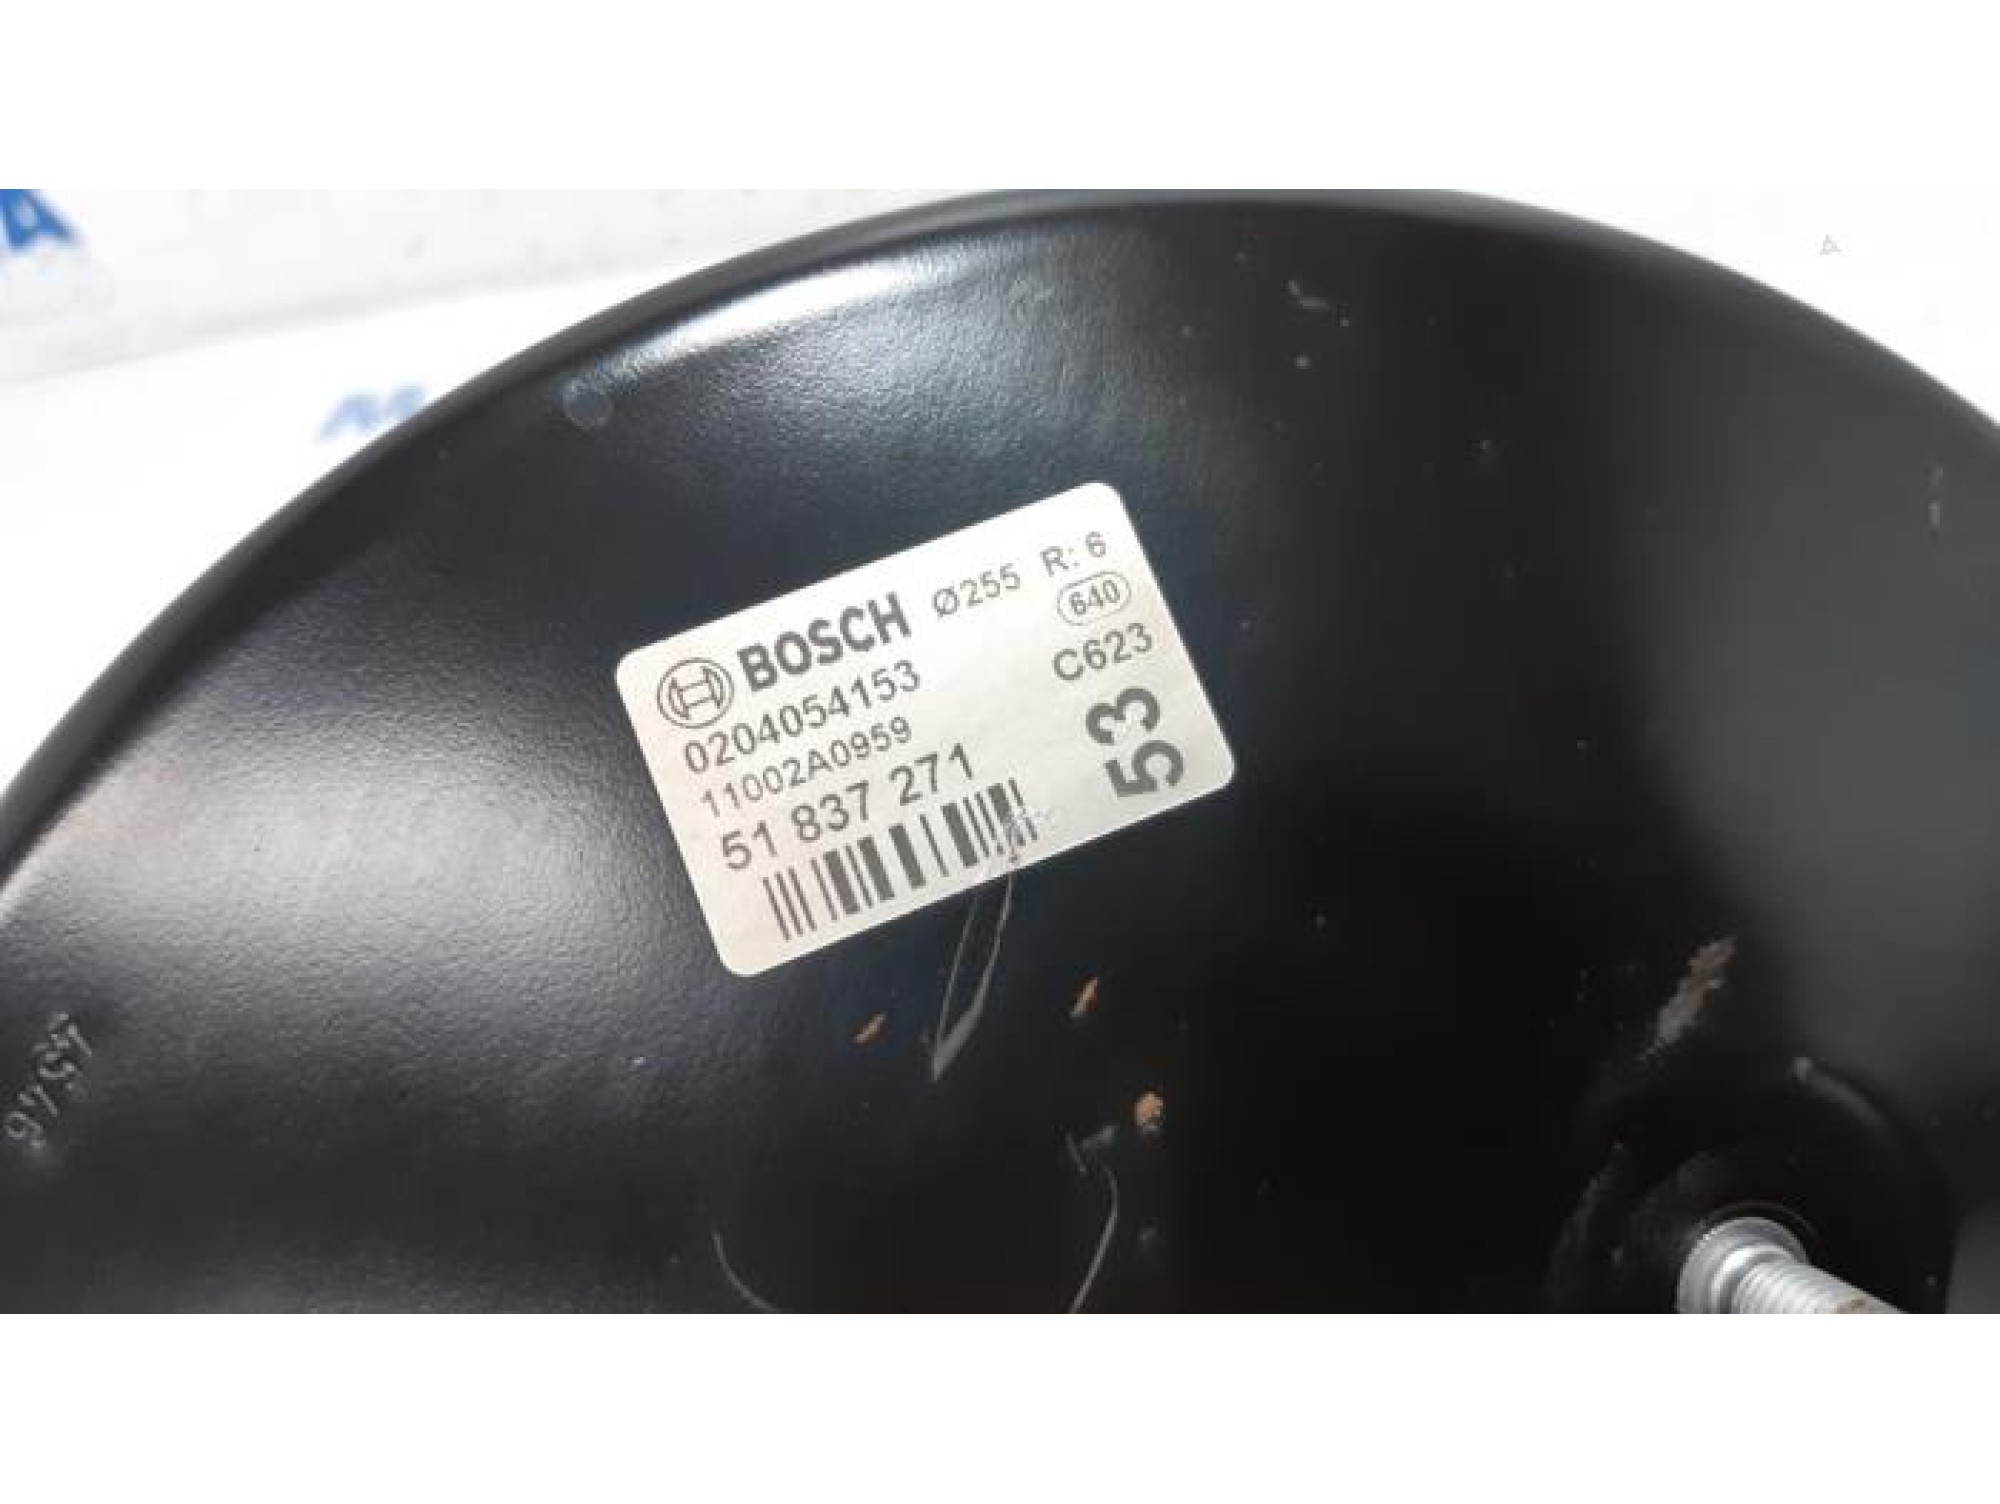 A
BOSCH Ø255 R: 6
0204054153 640
11002A0959 C623
51 837 271 53